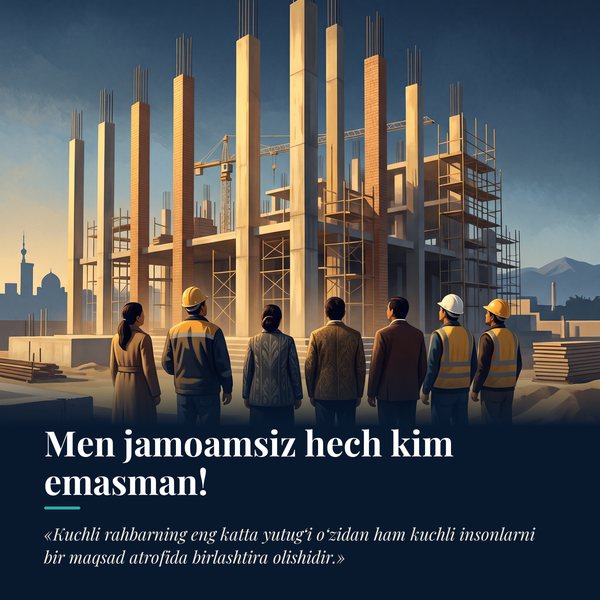 Men jamoamsiz hech kim
emasman!
«Kuchli rahbarning eng katta yutug‘i o‘zidan ham kuchli insonlarni
bir maqsad atrofida birlashtira olishidir.»